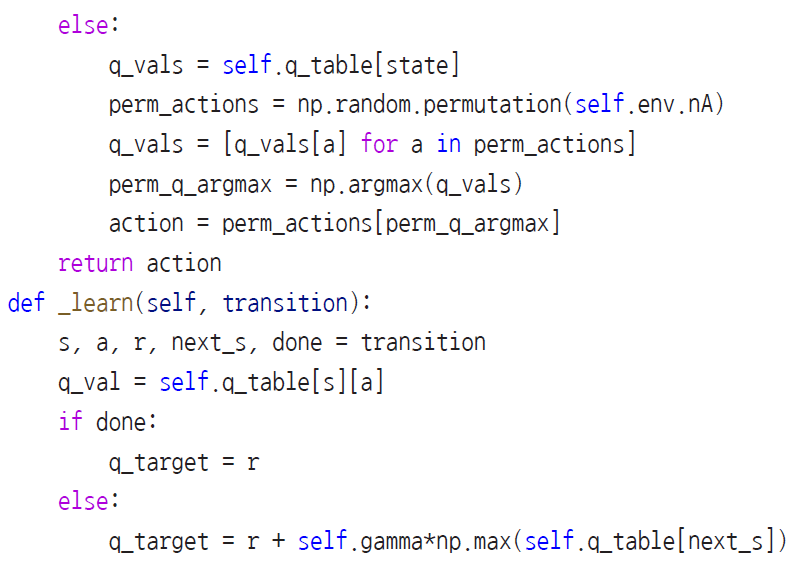 else:
        q_vals = self.q_table[state]
        perm_actions = np.random.permutation(self.env.nA)
        q_vals = [q_vals[a] for a in perm_actions]
        perm_q_argmax = np.argmax(q_vals)
        action = perm_actions[perm_q_argmax]
    return action
def _learn(self, transition):
    s, a, r, next_s, done = transition
    q_val = self.q_table[s][a]
    if done:
        q_target = r
    else:
        q_target = r + self.gamma*np.max(self.q_table[next_s])